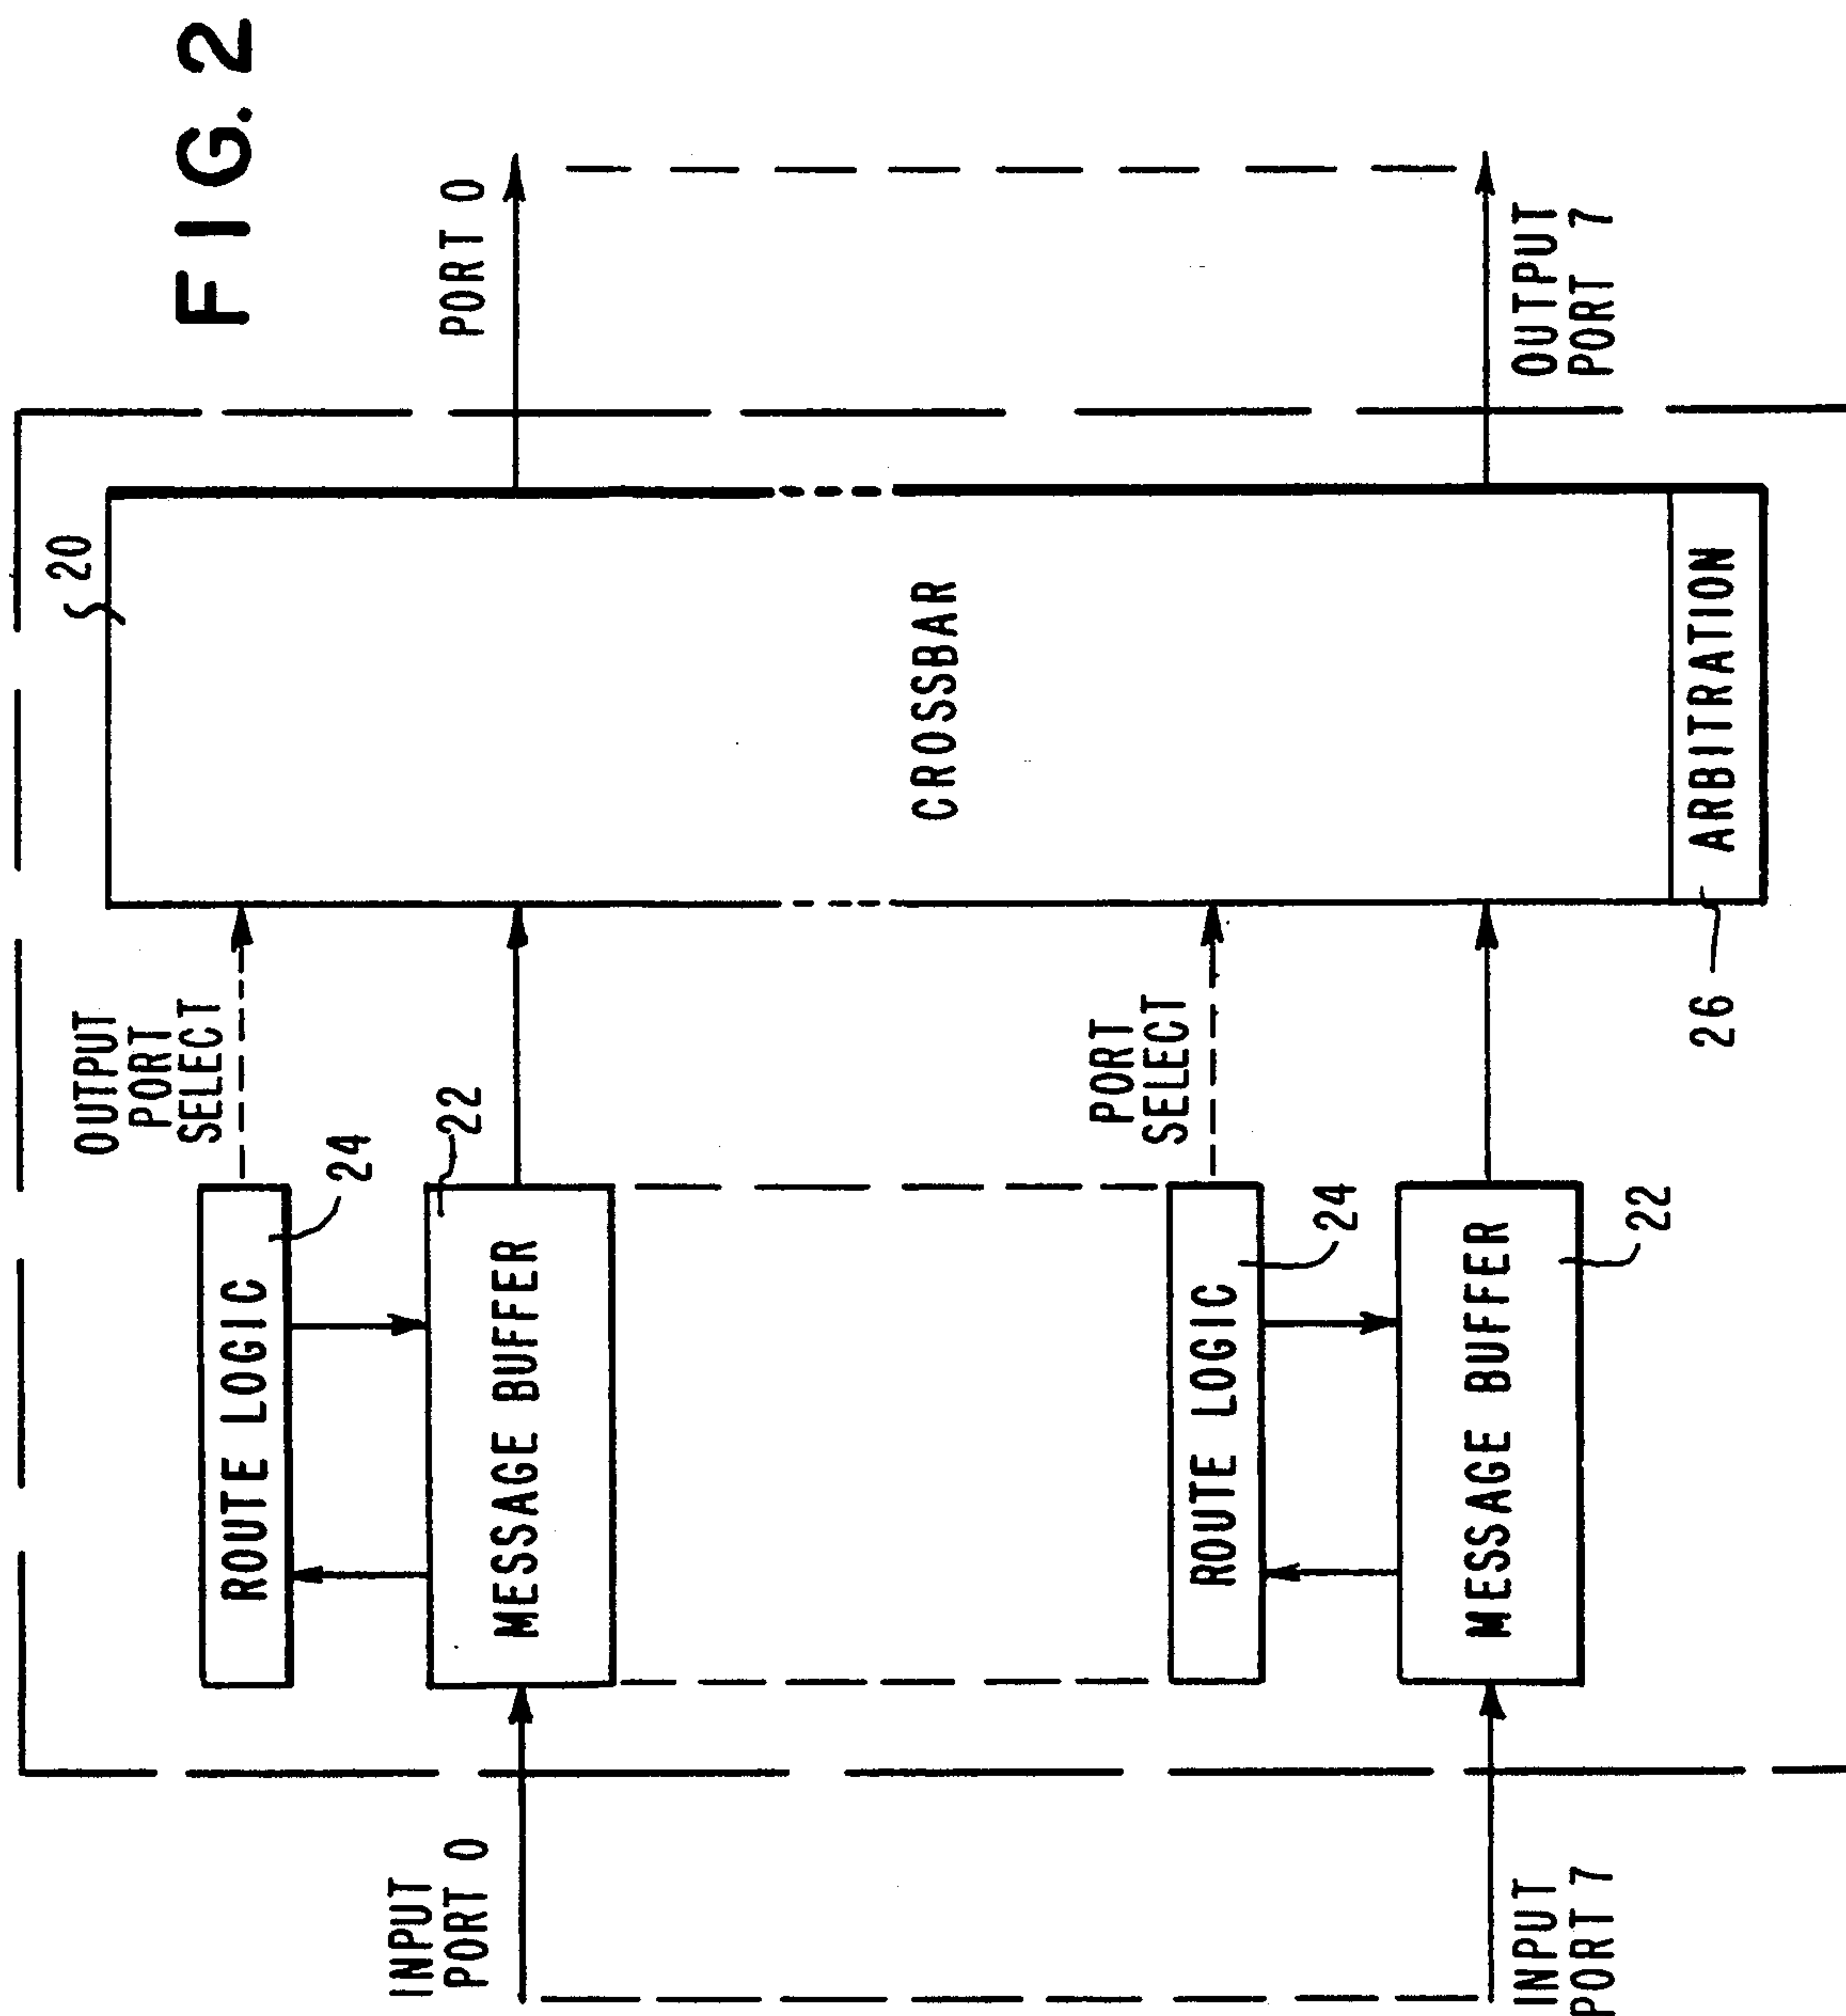 FIG. 2
20
OUTPUT
PORT
SELECT
ROUTE LOGIC
24
INPUT
PORT 0
MESSAGE BUFFER
22
PORT 0
CROSSBAR
PORT
SELECT
ROUTE LOGIC
24
INPUT
PORT 7
MESSAGE BUFFER
22
OUTPUT
PORT 7
26
ARBITRATION